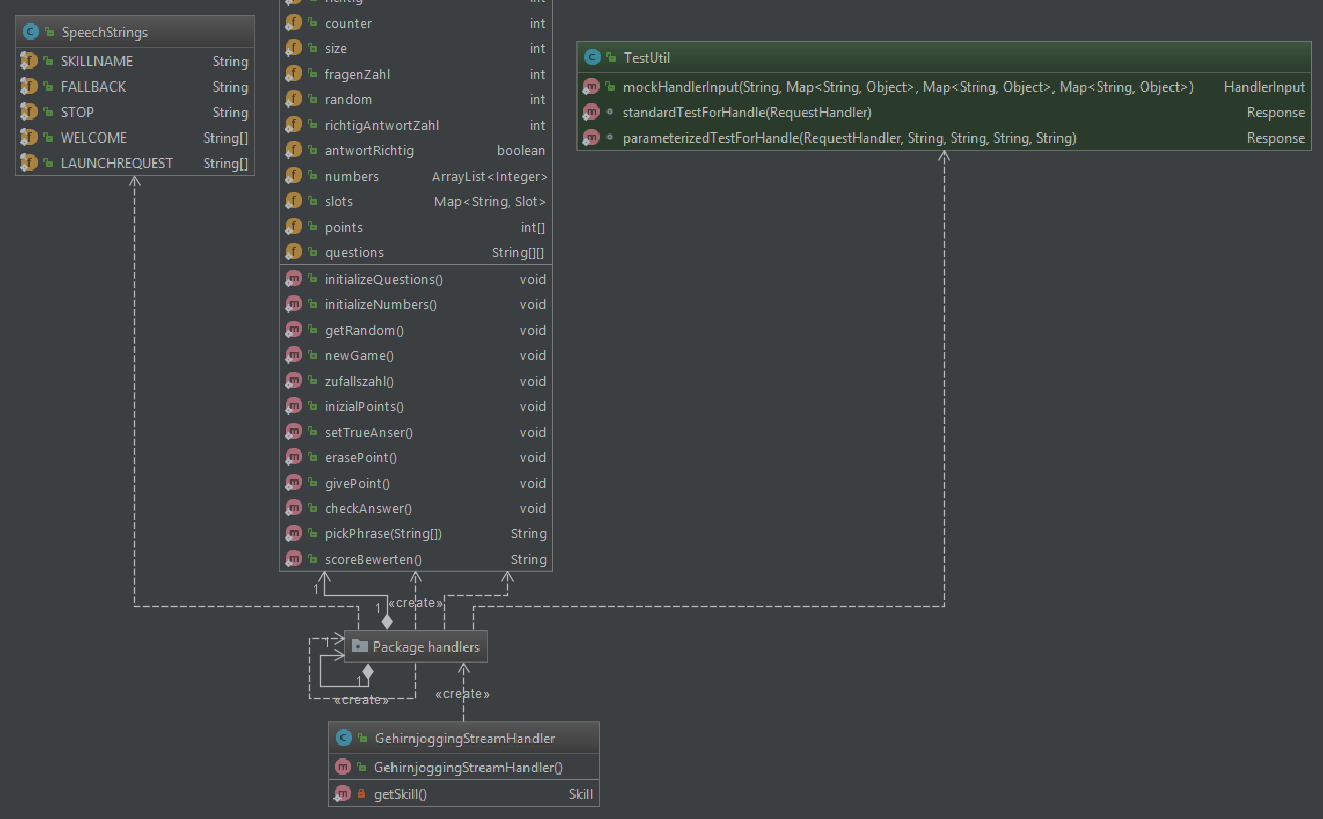 SpeechStrings
SKILLNAME String
FALLBACK String
STOP String
WELCOME String[]
LAUNCHREQUEST String[]
counter int
size int
fragenZahl int
random int
richtigAntwortZahl int
antwortRichtig boolean
numbers ArrayList<Integer>
slots Map<String, Slot>
points int[]
questions String[][]
initializeQuestions() void
initializeNumbers() void
getRandom() void
newGame() void
zufallszahl() void
inizialPoints() void
setTrueAnser() void
erasePoint() void
givePoint() void
checkAnswer() void
pickPhrase(String[]) String
scoreBewerten() String
TestUtil
mockHandlerInput(String, Map<String, Object>, Map<String, Object>, Map<String, Object>) HandlerInput
standardTestForHandle(RequestHandler) Response
parameterizedTestForHandle(RequestHandler, String, String, String, String) Response
1
1 «create»
Package handlers
1
1
«create» «create»
GehirnjoggingStreamHandler
GehirnjoggingStreamHandler()
getSkill() Skill